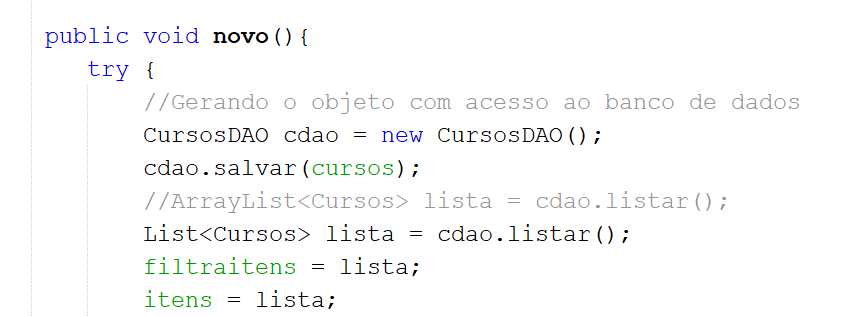 public void novo(){
try {
//Gerando o objeto com acesso ao banco de dados
CursosDAO cdao = new CursosDAO();
cdao.salvar(cursos);
//ArrayList<Cursos> lista = cdao.listar();
List<Cursos> lista = cdao.listar();
filtraitens = lista;
itens = lista;